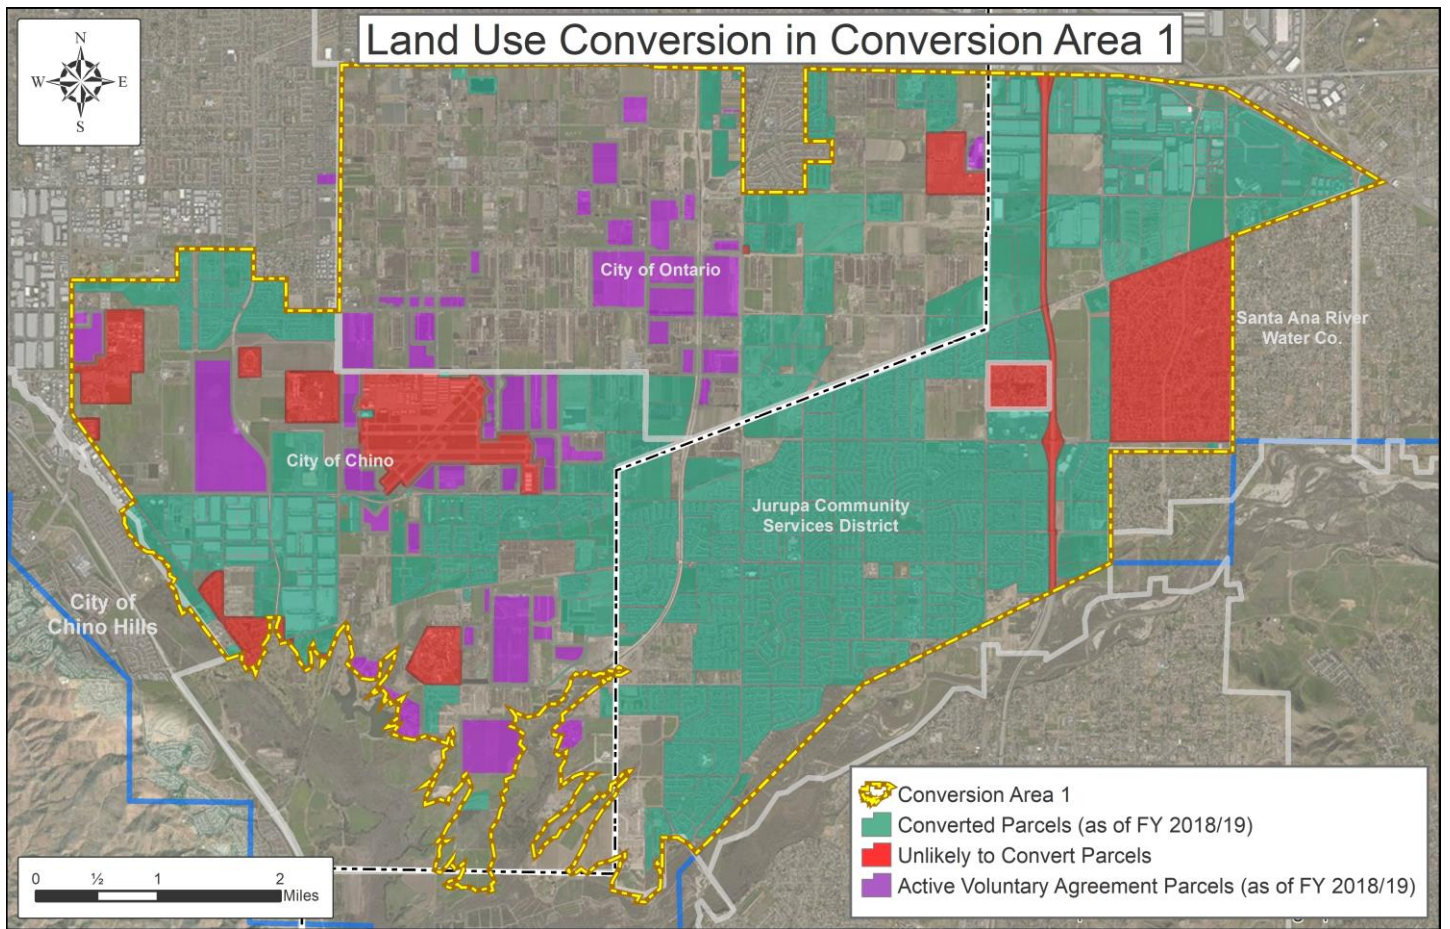 Land Use Conversion in Conversion Area 1
N
W E
S
City of Ontario
Santa Ana River
Water Co.
City of Chino
Jurupa Community
Services District
City of
Chino Hills
Conversion Area 1
Converted Parcels (as of FY 2018/19)
Unlikely to Convert Parcels
Active Voluntary Agreement Parcels (as of FY 2018/19)
0 ½ 1 2
Miles